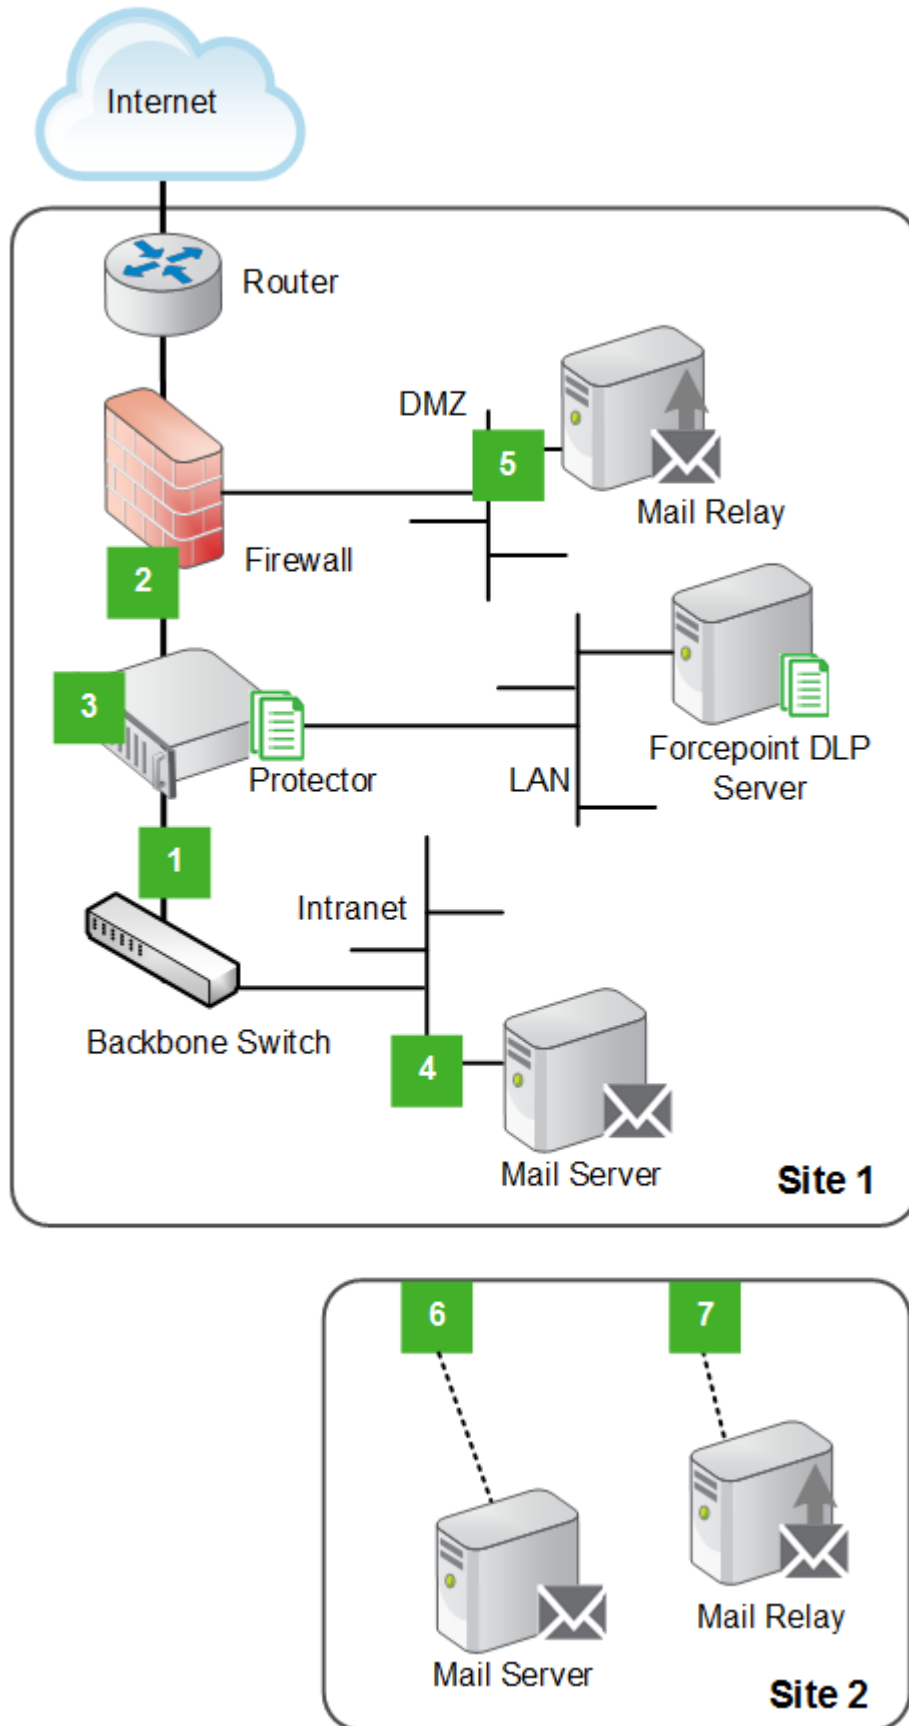 Internet
Router
DMZ
5
Mail Relay
Firewall
2
3
Protector
LAN
Forcepoint DLP
Server
1
Intranet
Backbone Switch
4
Mail Server
Site 1
6
7
Mail Relay
Mail Server
Site 2